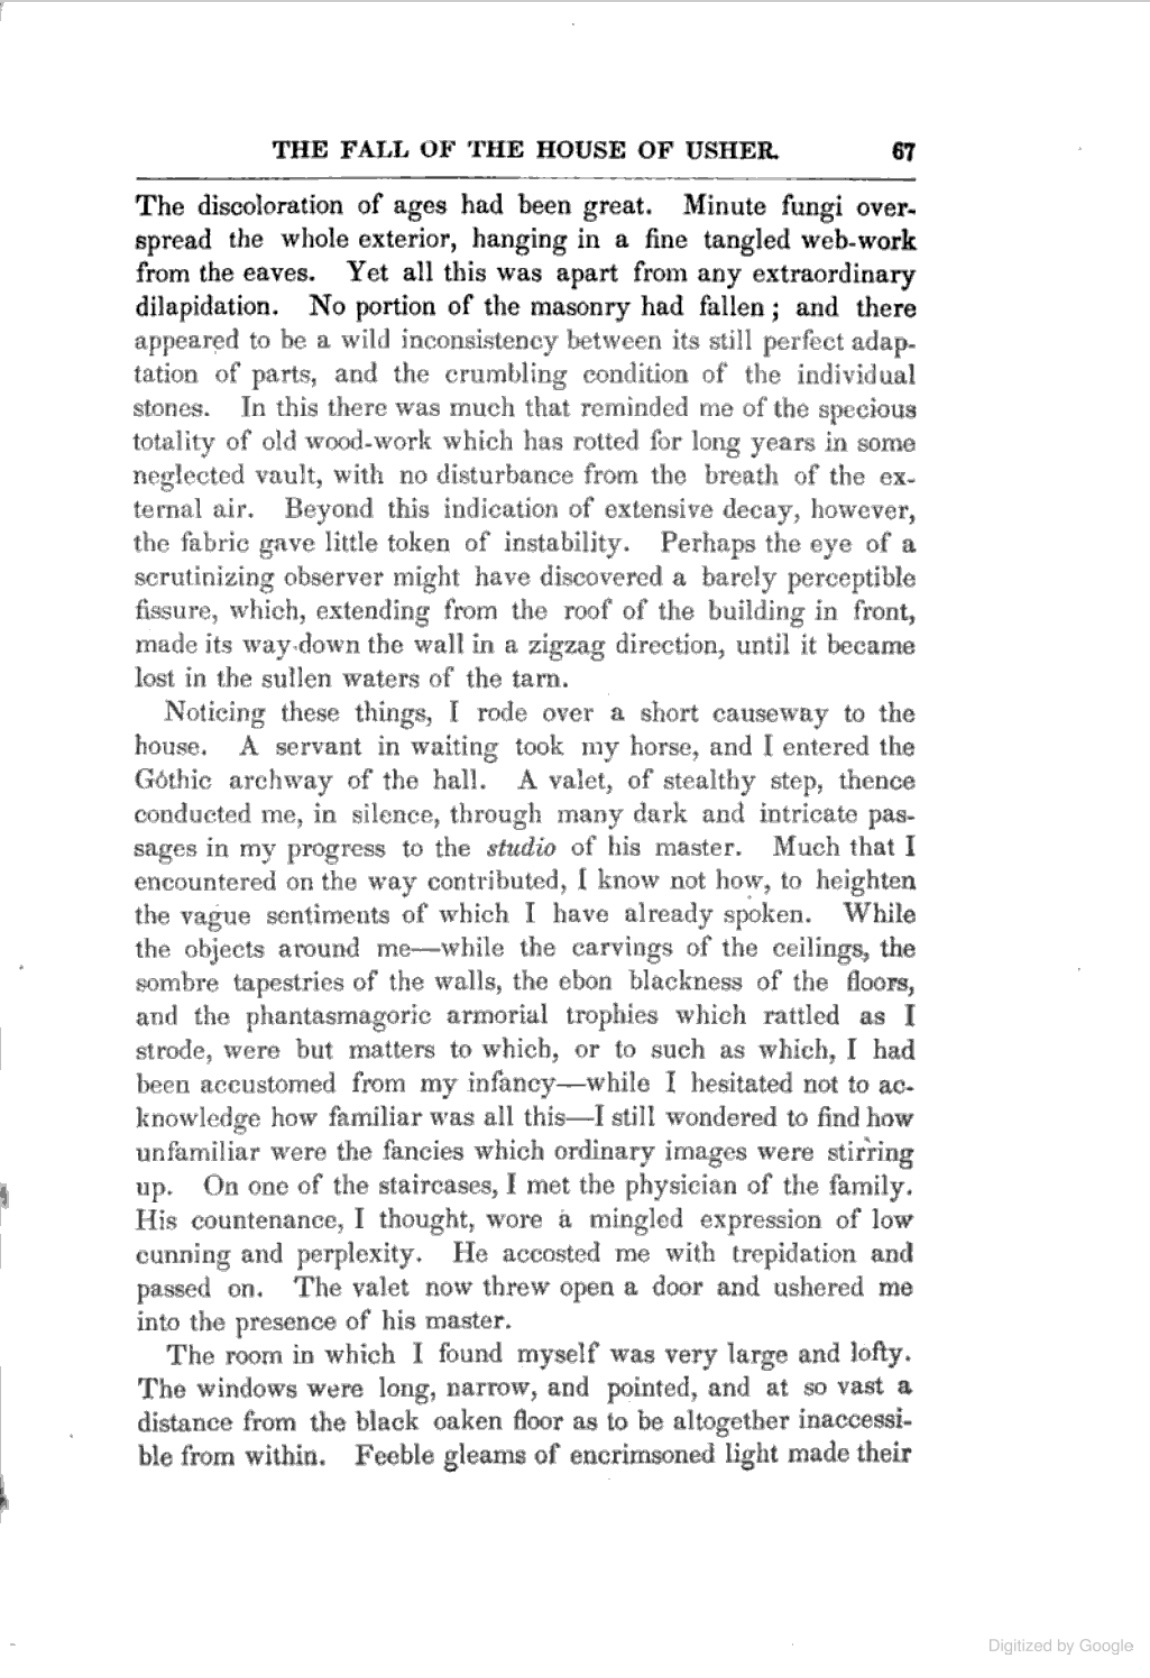 THE FALL OF THE HOUSE OF USHER. 67
The discoloration of ages had been great. Minute fungi over-
spread the whole exterior, hanging in a fine tangled web-work
from the eaves. Yet all this was apart from any extraordinary
dilapidation. No portion of the masonry had fallen; and there
appeared to be a wild inconsistency between its still perfect adap-
tation of parts, and the crumbling condition of the individual
stones. In this there was much that reminded me of the specious
totality of old wood-work which has rotted for long years in some
neglected vault, with no disturbance from the breath of the ex-
ternal air. Beyond this indication of extensive decay, however,
the fabric gave little token of instability. Perhaps the eye of a
scrutinizing observer might have discovered a barely perceptible
fissure, which, extending from the roof of the building in front,
made its way down the wall in a zigzag direction, until it became
lost in the sullen waters of the tarn.
Noticing these things, I rode over a short causeway to the
house. A servant in waiting took my horse, and I entered the
Gothic archway of the hall. A valet, of stealthy step, thence
conducted me, in silence, through many dark and intricate pas-
sages in my progress to the studio of his master. Much that I
encountered on the way contributed, I know not how, to heighten
the vague sentiments of which I have already spoken. While
the objects around me—while the carvings of the ceilings, the
sombre tapestries of the walls, the ebon blackness of the floors,
and the phantasmagoric armorial trophies which rattled as I
strode, were but matters to which, or to such as which, I had
been accustomed from my infancy—while I hesitated not to ac-
knowledge how familiar was all this—I still wondered to find how
unfamiliar were the fancies which ordinary images were stirring
up. On one of the staircases, I met the physician of the family.
His countenance, I thought, wore a mingled expression of low
cunning and perplexity. He accosted me with trepidation and
passed on. The valet now threw open a door and ushered me
into the presence of his master.
The room in which I found myself was very large and lofty.
The windows were long, narrow, and pointed, and at so vast a
distance from the black oaken floor as to be altogether inaccessi-
ble from within. Feeble gleams of encrimsoned light made their
Digitized by Google